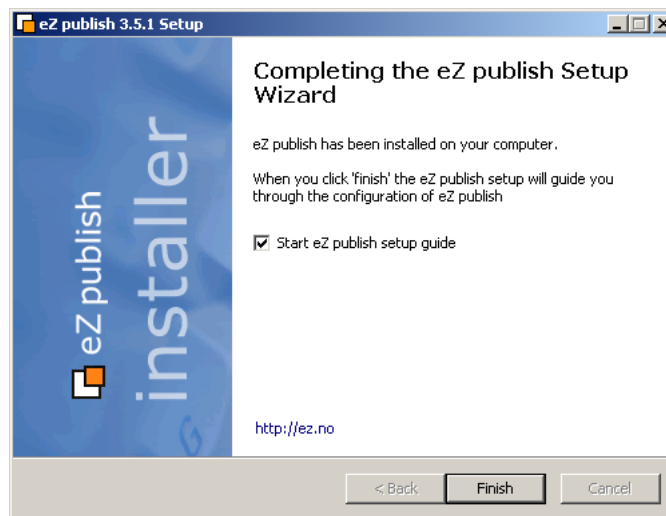 eZ publish 3.5.1 Setup
eZ publish
installer
Completing the eZ publish Setup
Wizard
eZ publish has been installed on your computer.
When you click 'finish' the eZ publish setup will guide you
through the configuration of eZ publish
Start eZ publish setup guide
http://ez.no
< Back
Finish
Cancel